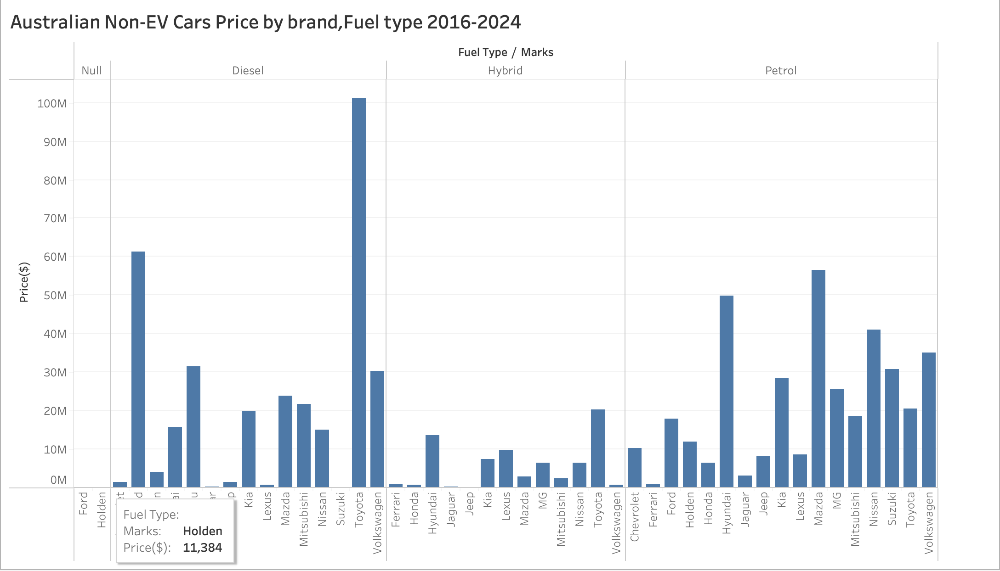 Australian Non-EV Cars Price by brand,Fuel type 2016-2024
Fuel Type / Marks
Null
Diesel
Hybrid
Petrol
100M
90M
80M
70M
60M
50M
40M
30M
20M
10M
0M
Price($)
Ford
Holden
Kia
Lexus
Mazda
Mitsubishi
Nissan
Suzuki
Toyota
Volkswagen
Ferrari
Honda
Hyundai
Jaguar
Jeep
Kia
Lexus
Mazda
MG
Mitsubishi
Nissan
Toyota
Volkswagen
Chevrolet
Ferrari
Ford
Holden
Honda
Hyundai
Jaguar
Jeep
Kia
Lexus
Mazda
MG
Mitsubishi
Nissan
Suzuki
Toyota
Volkswagen
Fuel Type:
Marks: Holden
Price($): 11,384